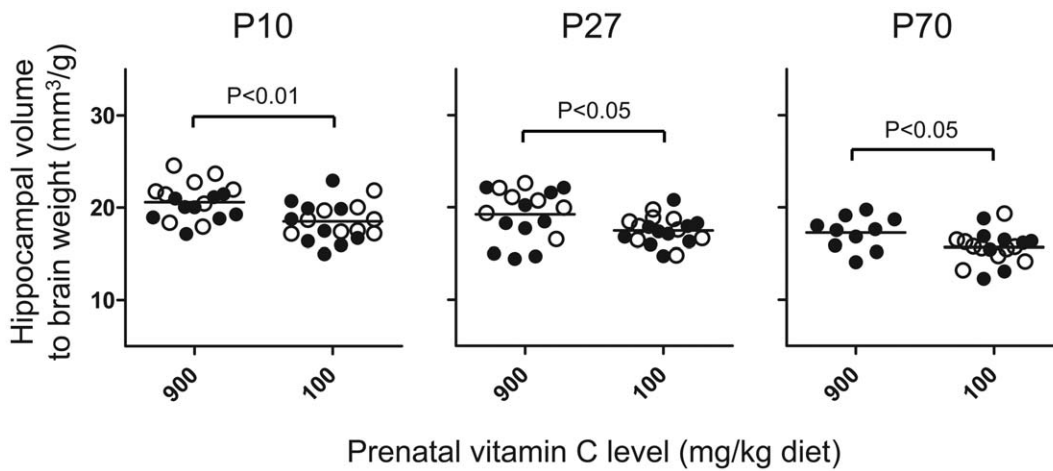 P10
P27
P70
Hippocampal volume
to brain weight (mm³/g)
30
20
10
P<0.01
P<0.05
P<0.05
900
100
900
100
900
100
Prenatal vitamin C level (mg/kg diet)